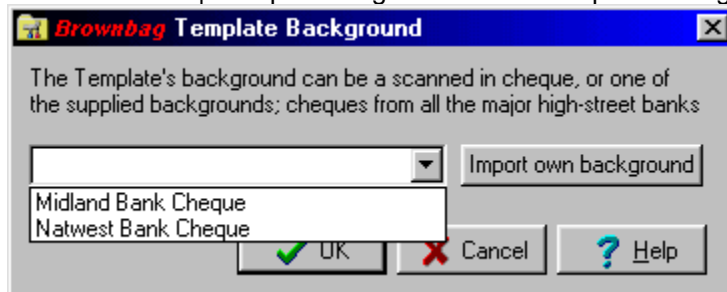 Brownbag Template Background
The Template's background can be a scanned in cheque, or one of
the supplied backgrounds; cheques from all the major high-street banks
Import own background
Midland Bank Cheque
Natwest Bank Cheque
OK
Cancel
Help